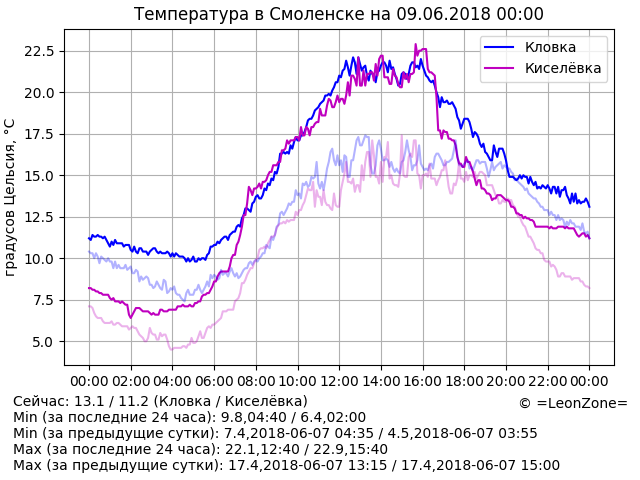 Температура в Смоленске на 09.06.2018 00:00
градусов Цельсия, °C
22.5
20.0
17.5
15.0
12.5
10.0
7.5
5.0
Кловка
Киселёвка
00:00 02:00 04:00 06:00 08:00 10:00 12:00 14:00 16:00 18:00 20:00 22:00 00:00
Сейчас: 13.1 / 11.2 (Кловка / Киселёвка)
© =LeonZone=
Min (за последние 24 часа): 9.8,04:40 / 6.4,02:00
Min (за предыдущие сутки): 7.4,2018-06-07 04:35 / 4.5,2018-06-07 03:55
Max (за последние 24 часа): 22.1,12:40 / 22.9,15:40
Max (за предыдущие сутки): 17.4,2018-06-07 13:15 / 17.4,2018-06-07 15:00